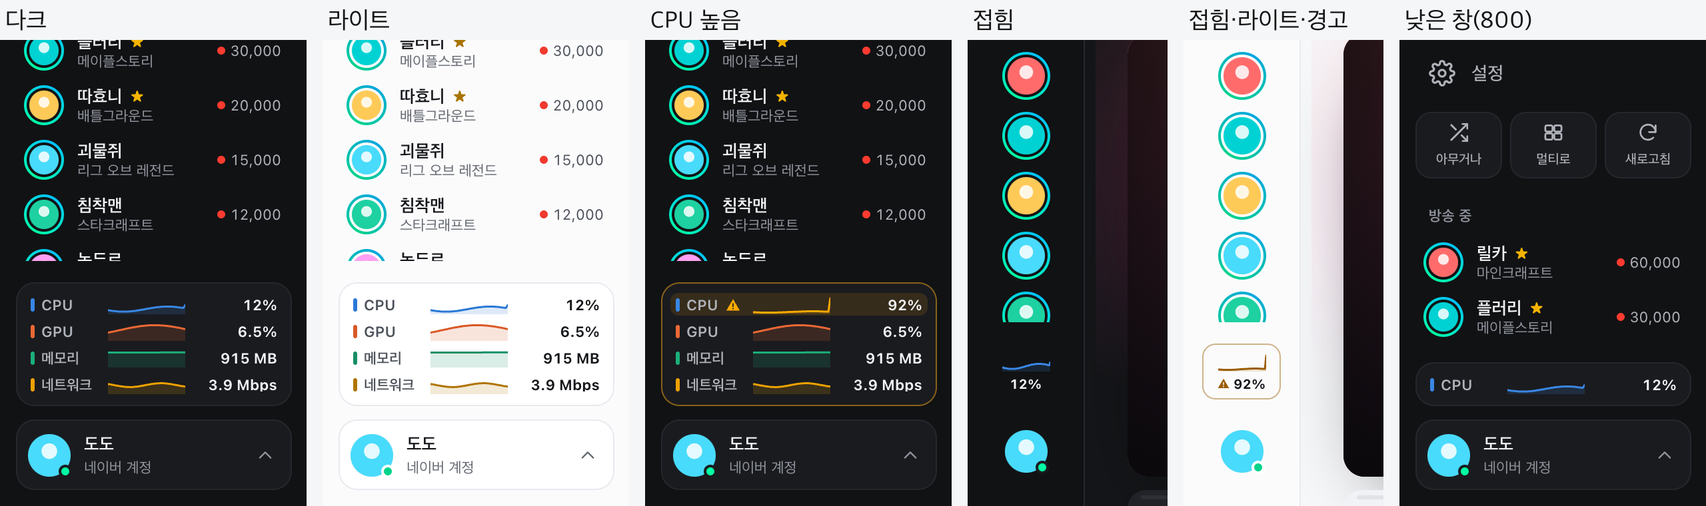 다크
플러리
메이플스토리
30,000
따효니
배틀그라운드
20,000
괴물쥐
리그 오브 레전드
15,000
침착맨
스타크래프트
12,000
CPU
12%
GPU
6.5%
메모리
915 MB
네트워크
3.9 Mbps
도도
네이버 계정
라이트
플러리
메이플스토리
30,000
따효니
배틀그라운드
20,000
괴물쥐
리그 오브 레전드
15,000
침착맨
스타크래프트
12,000
CPU
12%
GPU
6.5%
메모리
915 MB
네트워크
3.9 Mbps
도도
네이버 계정
CPU 높음
플러리
메이플스토리
30,000
따효니
배틀그라운드
20,000
괴물쥐
리그 오브 레전드
15,000
침착맨
스타크래프트
12,000
CPU
92%
GPU
6.5%
메모리
915 MB
네트워크
3.9 Mbps
도도
네이버 계정
접힘
12%
접힘·라이트·경고
92%
낮은 창(800)
설정
아무거나
멀티로
새로고침
방송 중
릴카
마인크래프트
60,000
플러리
메이플스토리
30,000
CPU
12%
도도
네이버 계정